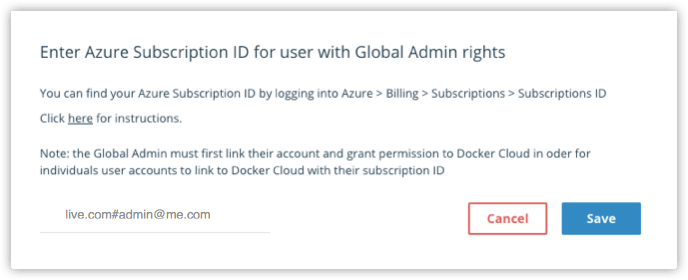 Enter Azure Subscription ID for user with Global Admin rights
You can find your Azure Subscription ID by logging into Azure > Billing > Subscriptions > Subscriptions ID
Click here for instructions.
Note: the Global Admin must first link their account and grant permission to Docker Cloud in oder for
individuals user accounts to link to Docker Cloud with their subscription ID
live.com#admin@me.com
Cancel
Save